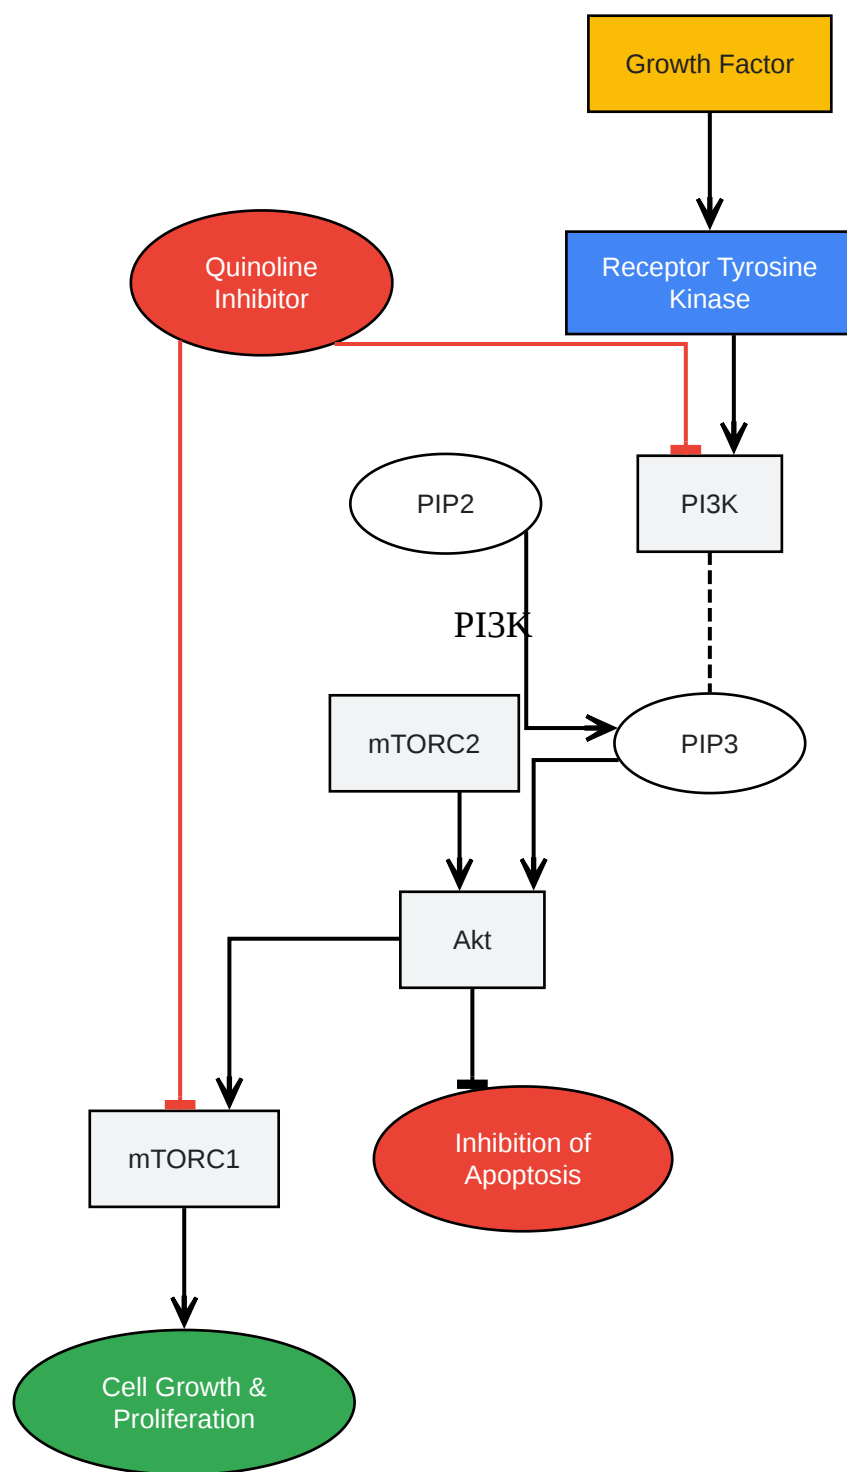 Growth Factor
Quinoline
Inhibitor
Receptor Tyrosine
Kinase
PIP2
PI3K
PI3K
mTORC2
PIP3
Akt
mTORC1
Inhibition of
Apoptosis
Cell Growth &
Proliferation